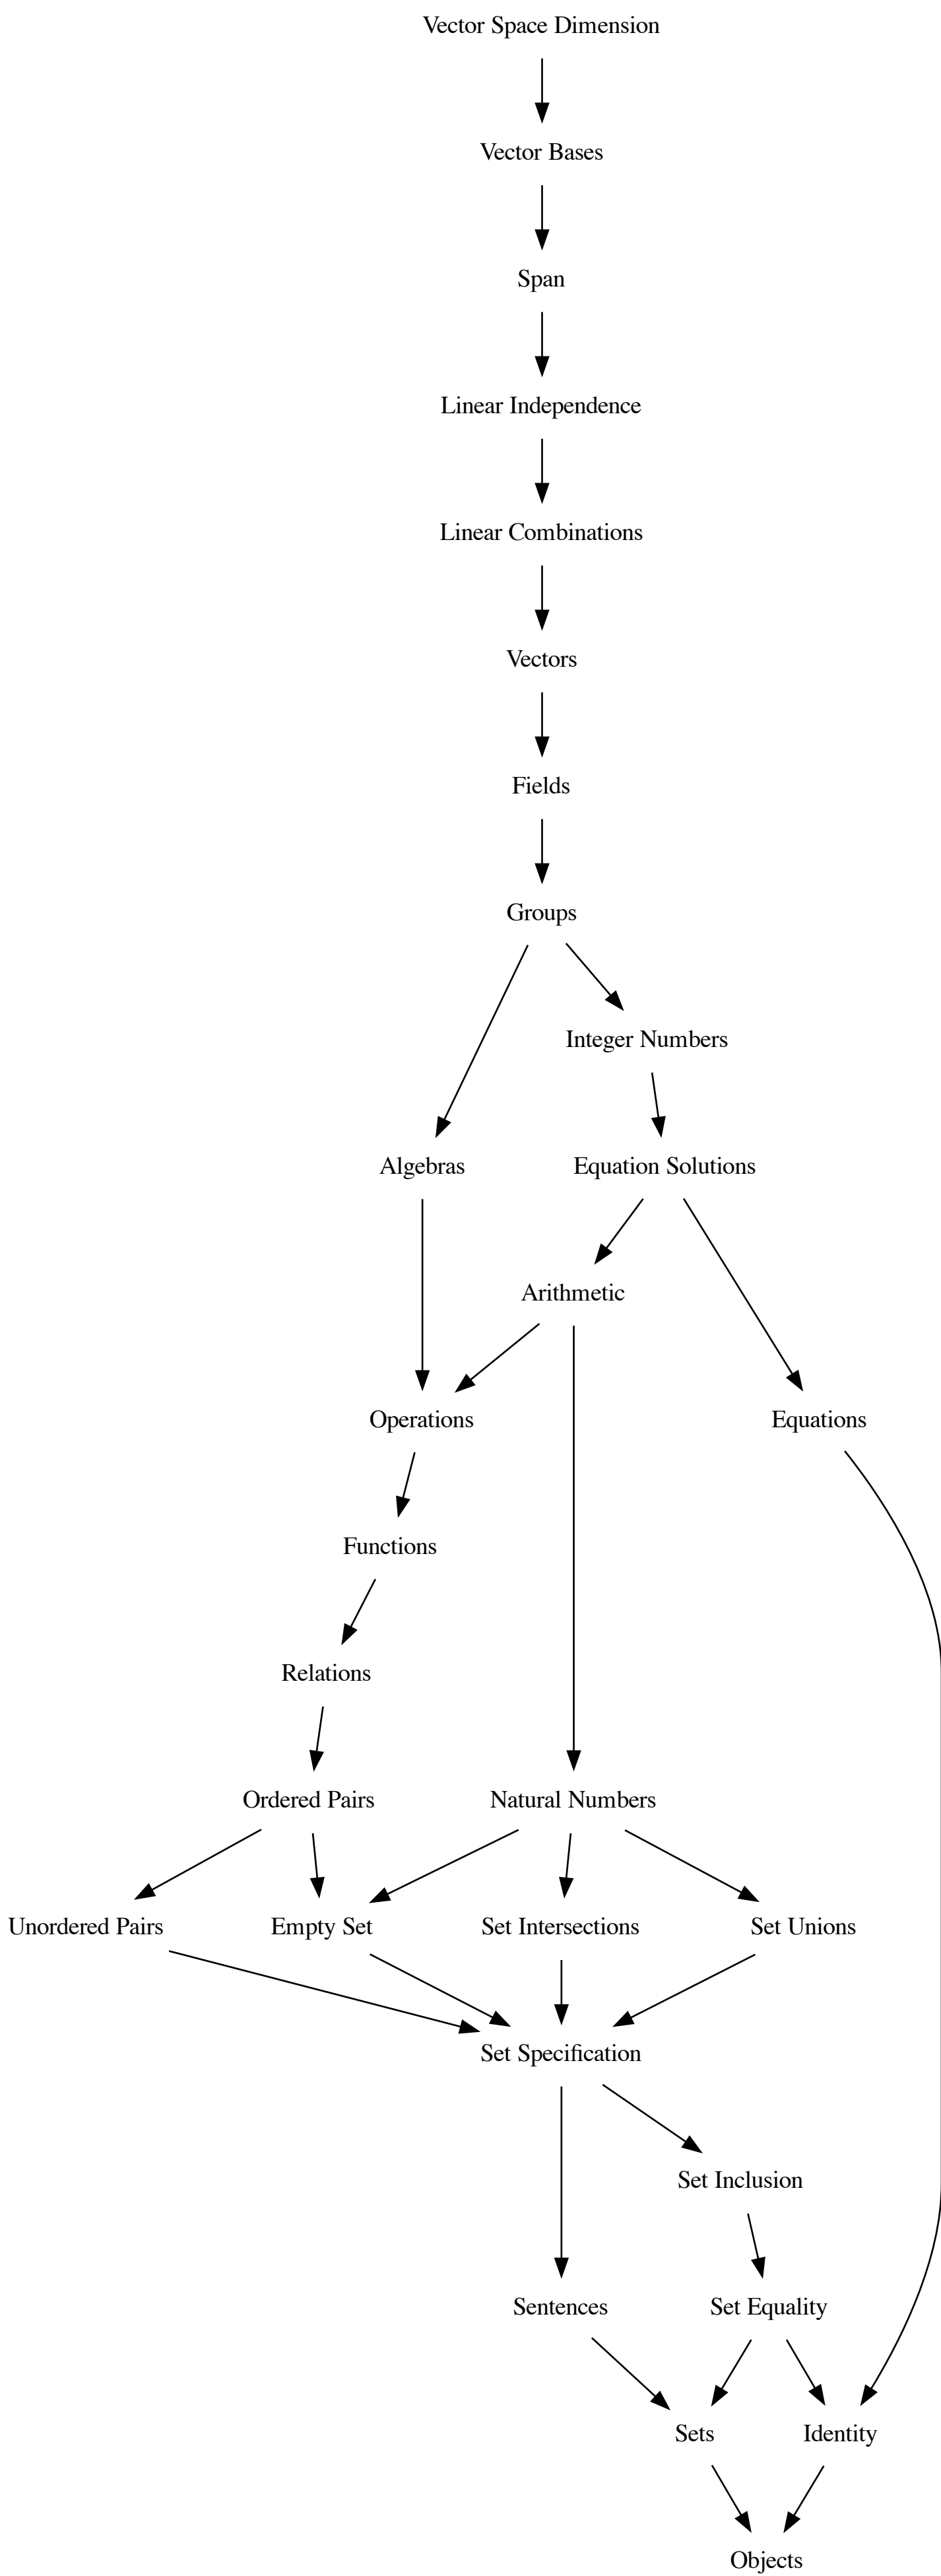 Vector Space Dimension
Vector Bases
Span
Linear Independence
Linear Combinations
Vectors
Fields
Groups
Integer Numbers
Algebras
Equation Solutions
Arithmetic
Operations
Equations
Functions
Relations
Ordered Pairs
Natural Numbers
Unordered Pairs
Empty Set
Set Intersections
Set Unions
Set Specification
Set Inclusion
Sentences
Set Equality
Sets
Identity
Objects